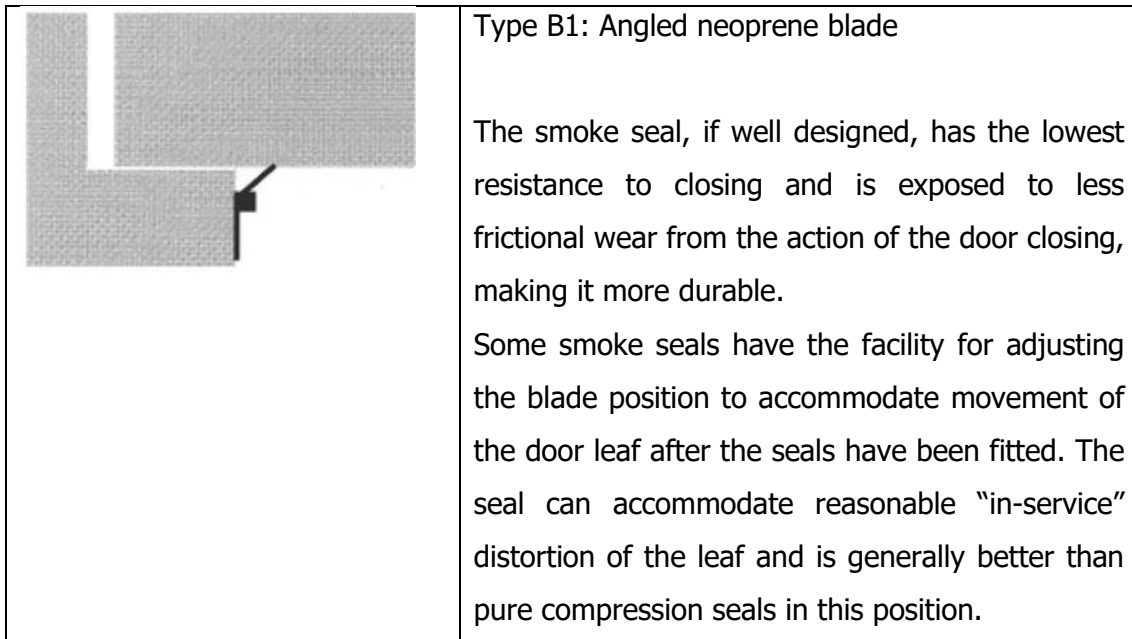 Type B1: Angled neoprene blade
The smoke seal, if well designed, has the lowest
resistance to closing and is exposed to less
frictional wear from the action of the door closing,
making it more durable.
Some smoke seals have the facility for adjusting
the blade position to accommodate movement of
the door leaf after the seals have been fitted. The
seal can accommodate reasonable “in-service”
distortion of the leaf and is generally better than
pure compression seals in this position.